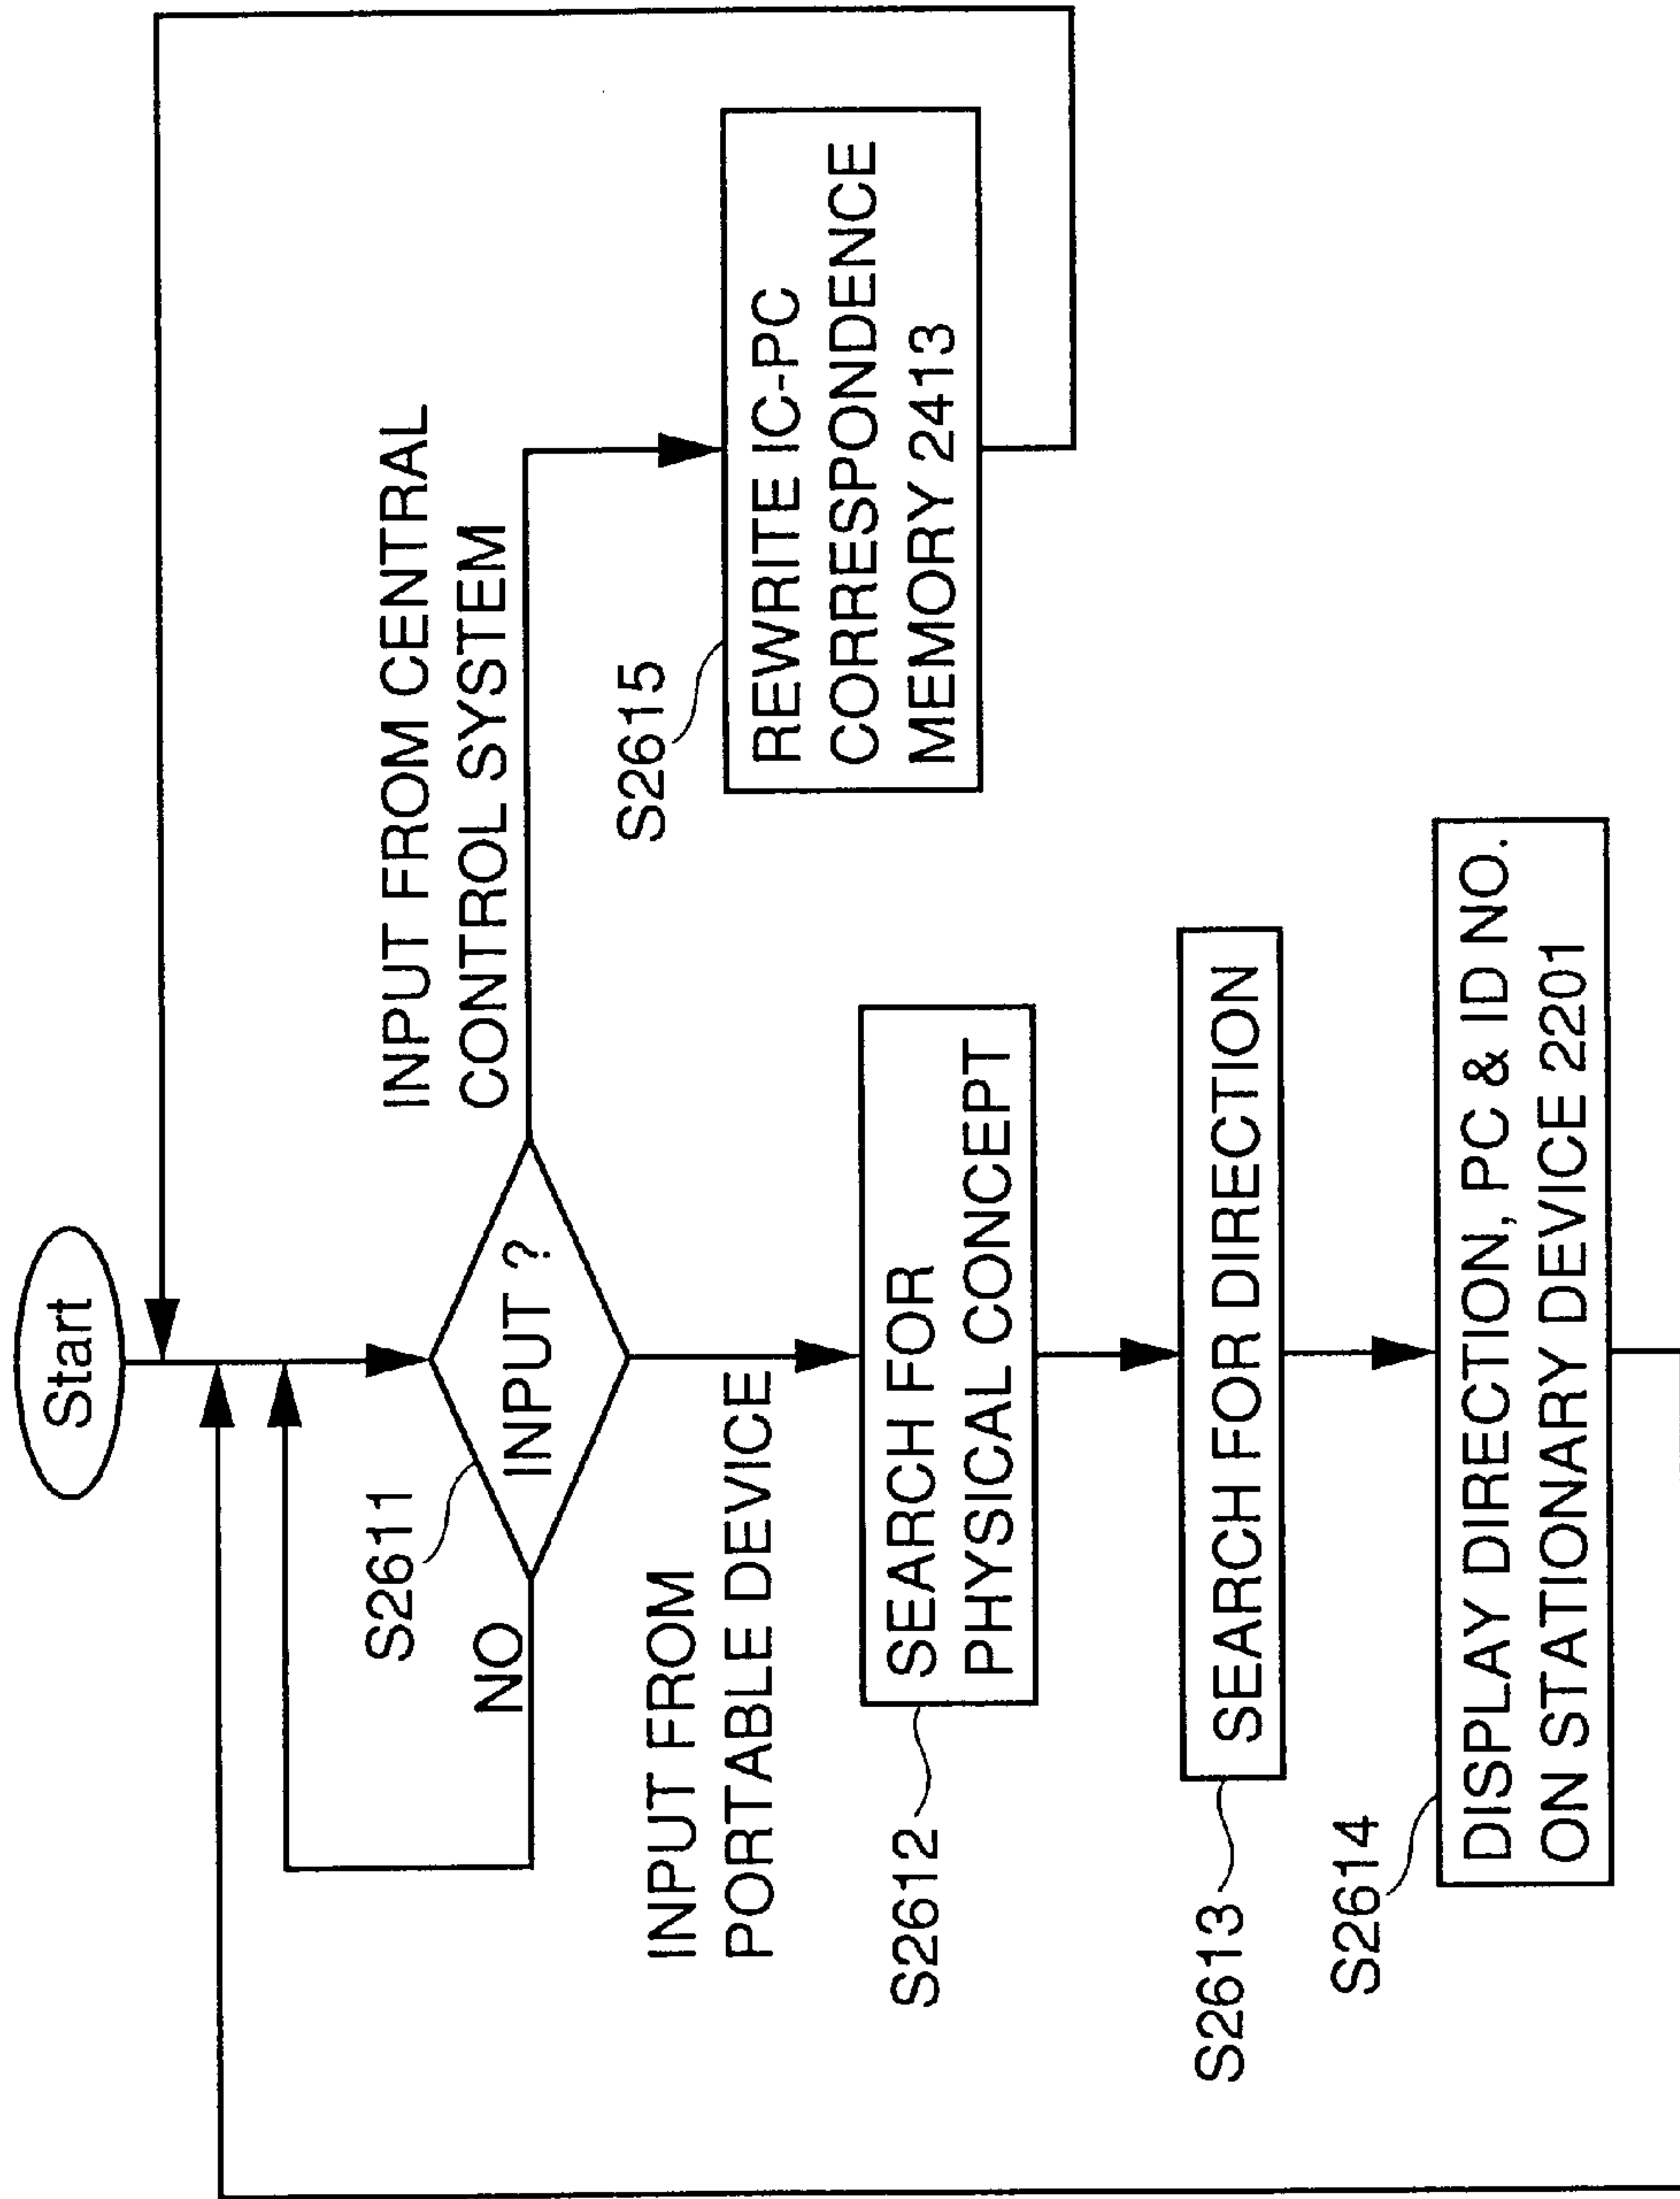 Start
S2611
INPUT ?
NO
INPUT FROM CENTRAL
CONTROL SYSTEM
INPUT FROM
PORTABLE DEVICE
S2615
REWRITE IC-PC
CORRESPONDENCE
MEMORY 2413
S2612
SEARCH FOR
PHYSICAL CONCEPT
S2613
SEARCH FOR DIRECTION
S2614
DISPLAY DIRECTION, PC & ID NO.
ON STATIONARY DEVICE 2201